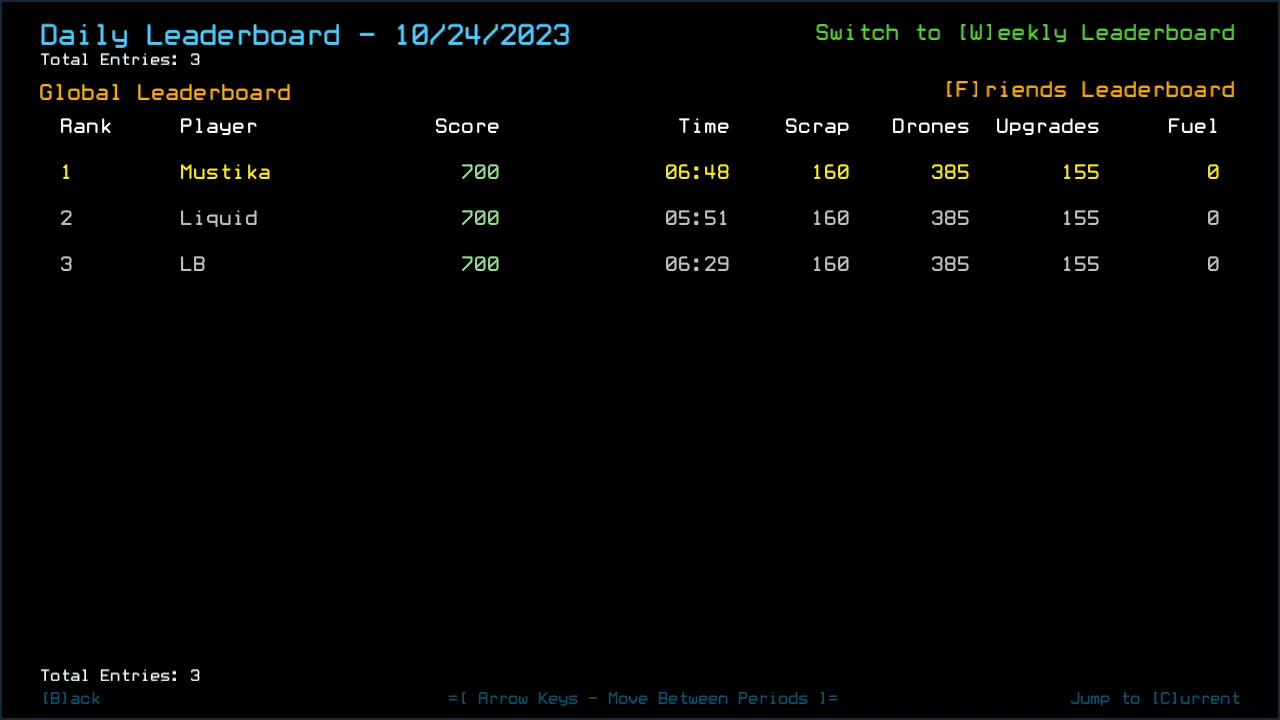 Daily Leaderboard - 10/24/2023 Switch to [W]eekly Leaderboard
Total Entries: 3
Global Leaderboard [F]riends Leaderboard
Rank Player Score Time Scrap Drones Upgrades Fuel
1 Mustika 700 06:48 160 385 155 0
2 Liquid 700 05:51 160 385 155 0
3 LB 700 06:29 160 385 155 0
Total Entries: 3
[B]ack =[ Arrow Keys - Move Between Periods ]= Jump to [C]urrent